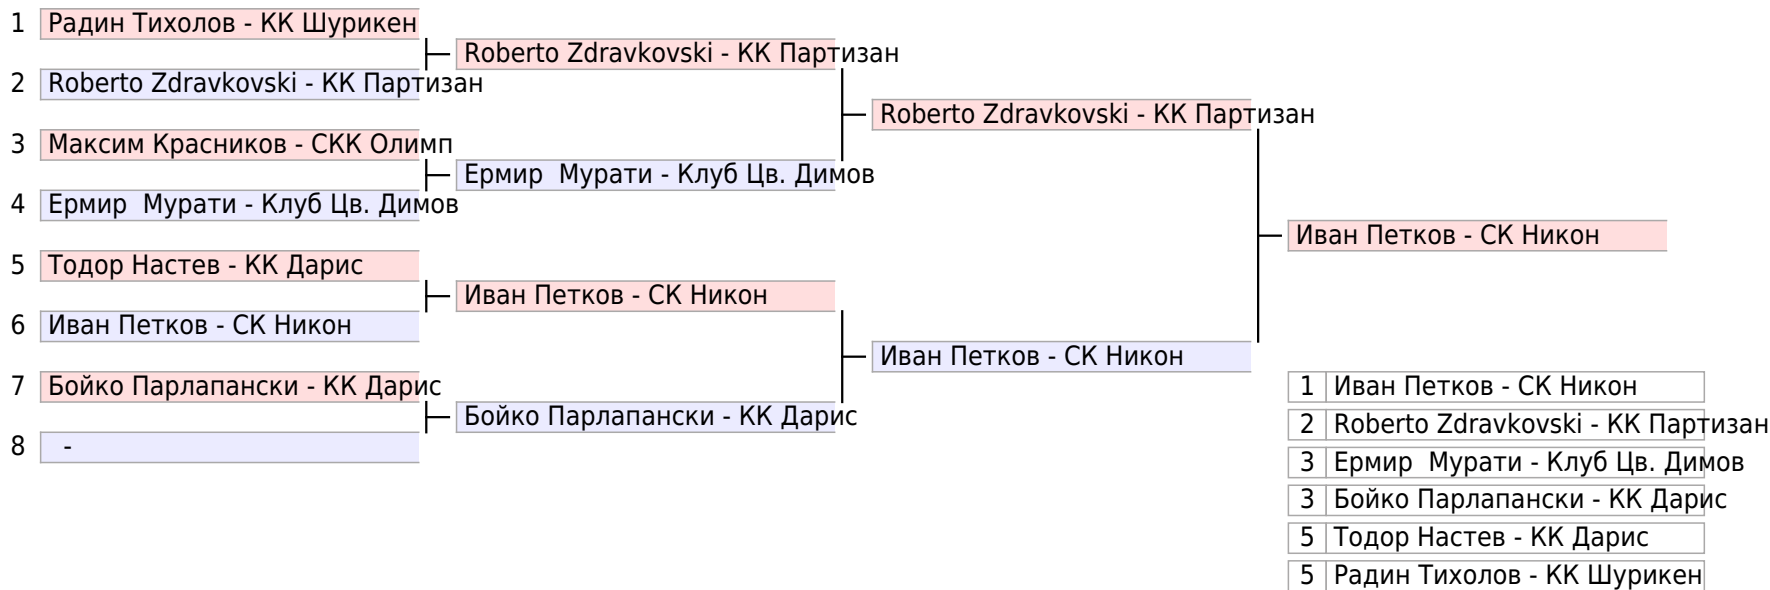 1 Радин Тихолов - КК Шурикен
2 Roberto Zdravkovski - КК Партизан
3 Максим Красников - СКК Олимп
4 Ермир  Мурати - Клуб Цв. Димов
5 Тодор Настев - КК Дарис
6 Иван Петков - СК Никон
7 Бойко Парлапански - КК Дарис
8 -
Roberto Zdravkovski - КК Партизан
Ермир  Мурати - Клуб Цв. Димов
Иван Петков - СК Никон
Бойко Парлапански - КК Дарис
Roberto Zdravkovski - КК Партизан
Иван Петков - СК Никон
Иван Петков - СК Никон
1 Иван Петков - СК Никон
2 Roberto Zdravkovski - КК Партизан
3 Ермир  Мурати - Клуб Цв. Димов
3 Бойко Парлапански - КК Дарис
5 Тодор Настев - КК Дарис
5 Радин Тихолов - КК Шурикен